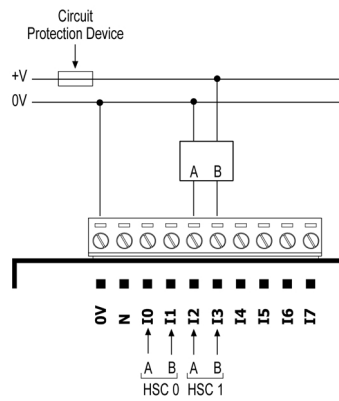 Circuit
Protection Device
+V
0V
A B
0V N I0 I1 I2 I3 I4 I5 I6 I7
A B A B
HSC 0 HSC 1